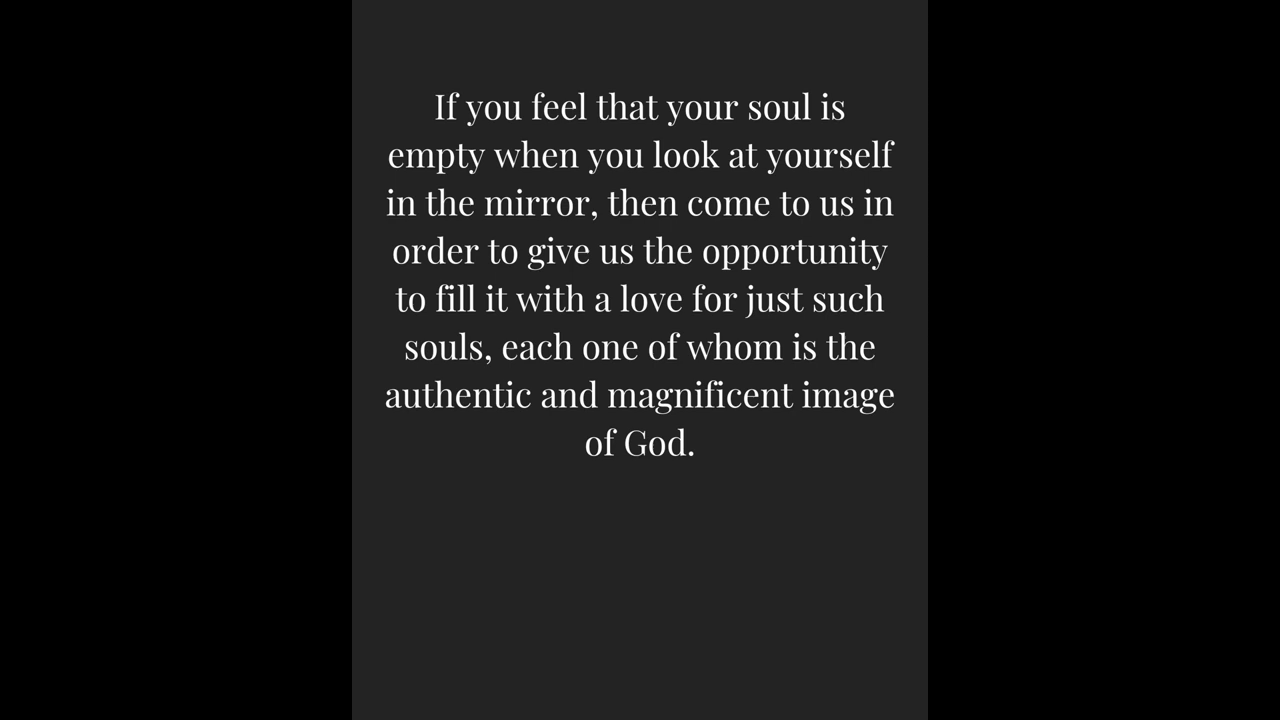 If you feel that your soul is
empty when you look at yourself
in the mirror, then come to us in
order to give us the opportunity
to fill it with a love for just such
souls, each one of whom is the
authentic and magnificent image
of God.